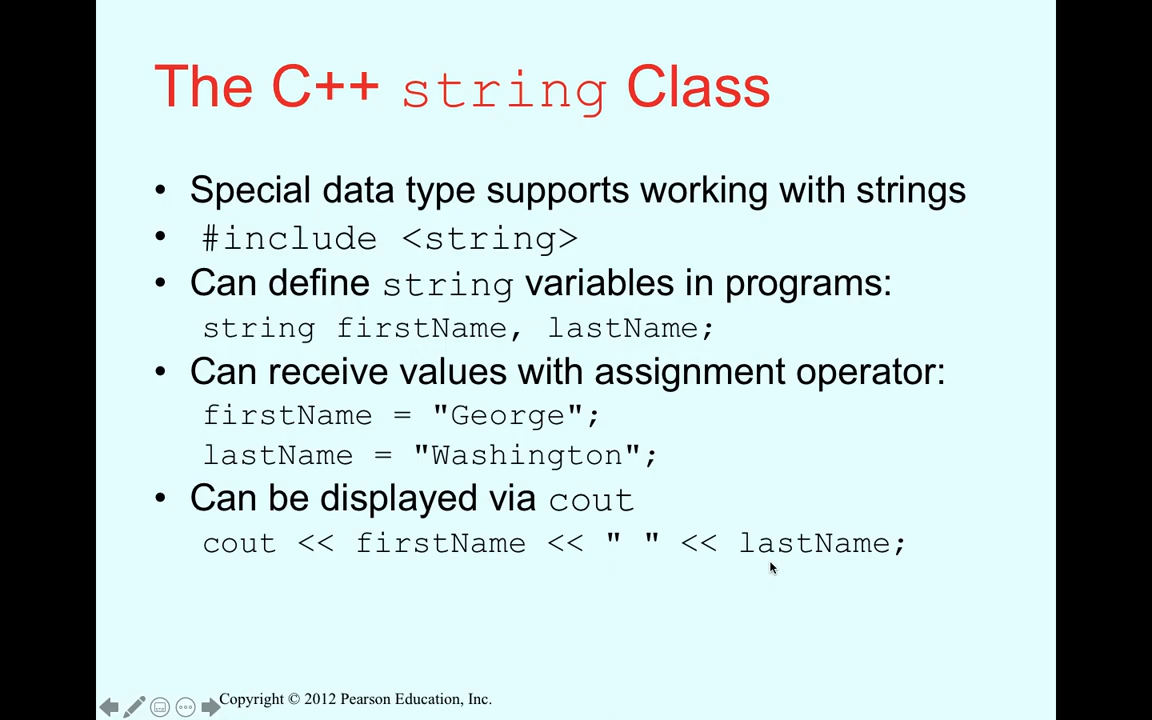 The C++ string Class
• Special data type supports working with strings
• #include <string>
• Can define string variables in programs:
string firstName, lastName;
• Can receive values with assignment operator:
firstName = "George";
lastName = "Washington";
• Can be displayed via cout
cout << firstName << " " << lastName;
Copyright © 2012 Pearson Education, Inc.